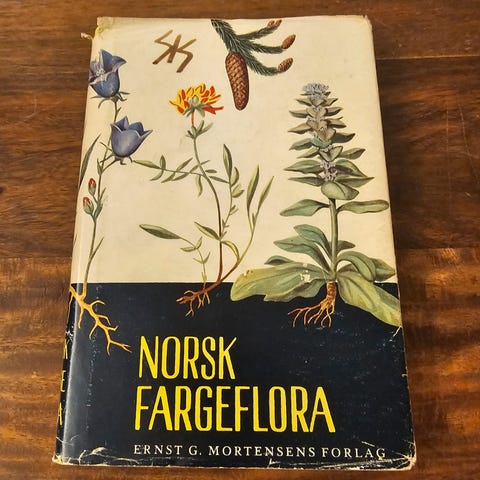 NORSK
FARGEFLORA
ERNST G. MORTENSENS FORLAG